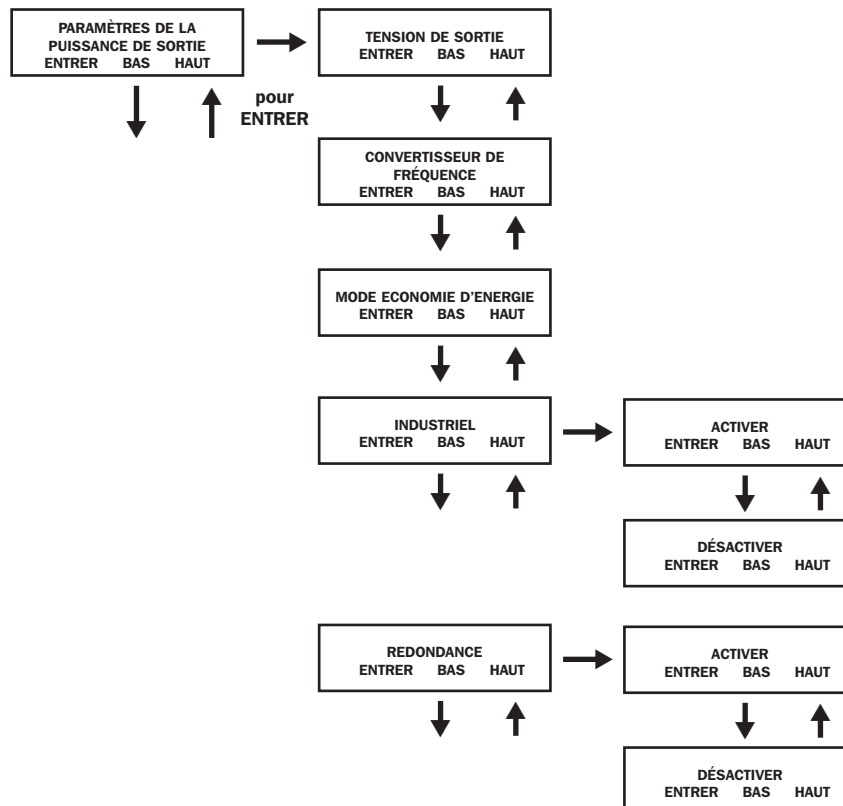 PARAMÈTRES DE LA
PUISSANCE DE SORTIE
ENTRER BAS HAUT
pour
ENTRER
TENSION DE SORTIE
ENTRER BAS HAUT
CONVERTISSEUR DE
FRÉQUENCE
ENTRER BAS HAUT
MODE ECONOMIE D'ENERGIE
ENTRER BAS HAUT
INDUSTRIEL
ENTRER BAS HAUT
ACTIVER
ENTRER BAS HAUT
DÉSACTIVER
ENTRER BAS HAUT
REDONDANCE
ENTRER BAS HAUT
ACTIVER
ENTRER BAS HAUT
DÉSACTIVER
ENTRER BAS HAUT